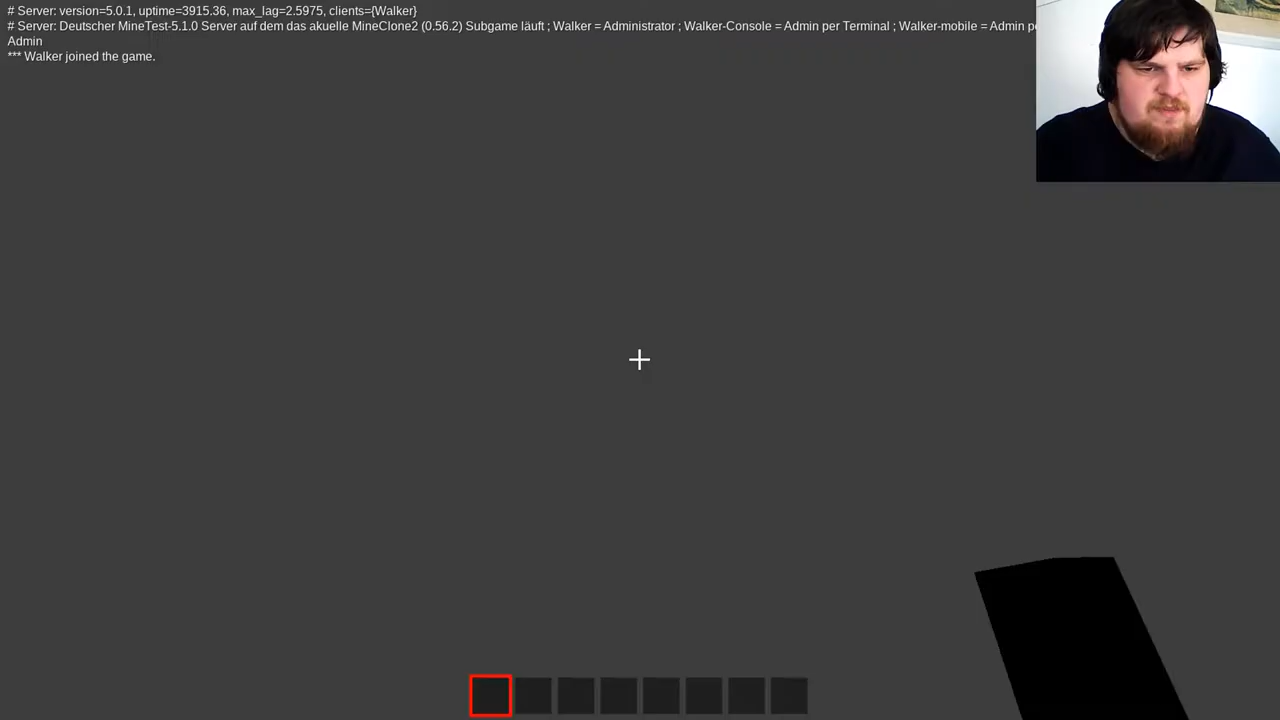 # Server: version=5.0.1, uptime=3915.36, max_lag=2.5975, clients={Walker}
# Server: Deutscher MineTest-5.1.0 Server auf dem das akuelle MineClone2 (0.56.2) Subgame läuft ; Walker = Administrator ; Walker-Console = Admin per Terminal ; Walker-mobile = Admin
Admin
*** Walker joined the game.